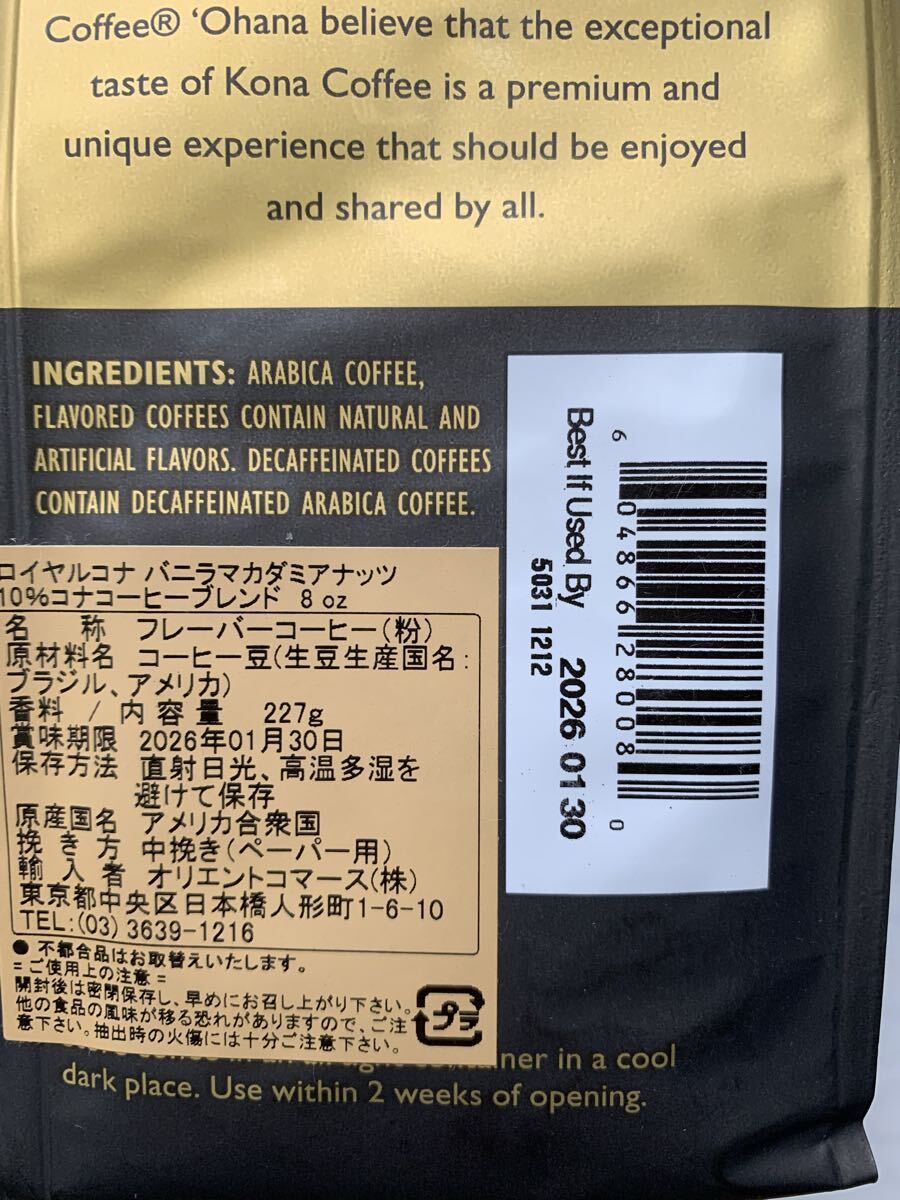 Coffee® ‘Ohana believe that the exceptional
taste of Kona Coffee is a premium and
unique experience that should be enjoyed
and shared by all.
INGREDIENTS: ARABICA COFFEE,
FLAVORED COFFEES CONTAIN NATURAL AND
ARTIFICIAL FLAVORS. DECAFFEINATED COFFEES
CONTAIN DECAFFEINATED ARABICA COFFEE.
Best If Used By 2026 01 30
5031 1212
6 04866 28008 0
ロイヤルコナ バニラマカダミアナッツ
10%コナコーヒーブレンド 8 oz
名 称 フレーバーコーヒー(粉)
原材料名 コーヒー豆(生豆生産国名:
ブラジル、アメリカ)
香料 / 内容量 227g
賞味期限 2026年01月30日
保存方法 直射日光、高温多湿を
避けて保存
原産国名 アメリカ合衆国
挽き方 中挽き(ペーパー用)
輸入者 オリエントコマース(株)
東京都中央区日本橋人形町1-6-10
TEL:(03) 3639-1216
● 不都合品はお取替えいたします。
= ご使用上の注意 =
開封後は密閉保存し、早めにお召し上がり下さい。
他の食品の風味が移る恐れがありますので、ご注
意下さい。抽出時の火傷には十分ご注意下さい。
プラ
in a cool
dark place. Use within 2 weeks of opening.